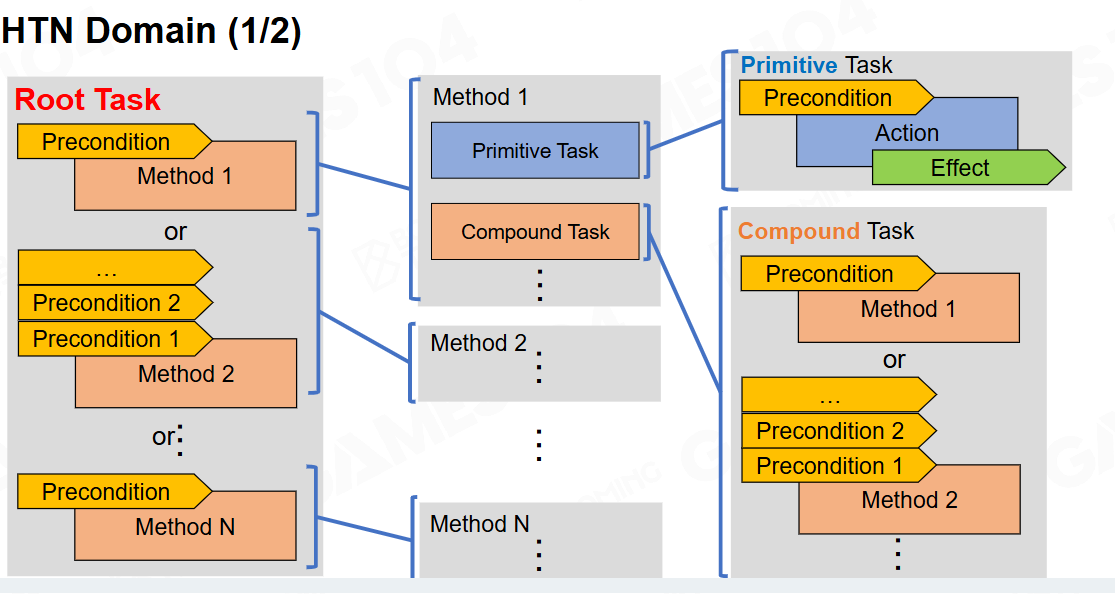 HTN Domain (1/2)
Root Task
Precondition
Method 1
or
...
Precondition 2
Precondition 1
Method 2
or
Precondition
Method N
Method 1
Primitive Task
Compound Task
Method 2
Method N
Primitive Task
Precondition
Action
Effect
Compound Task
Precondition
Method 1
or
...
Precondition 2
Precondition 1
Method 2